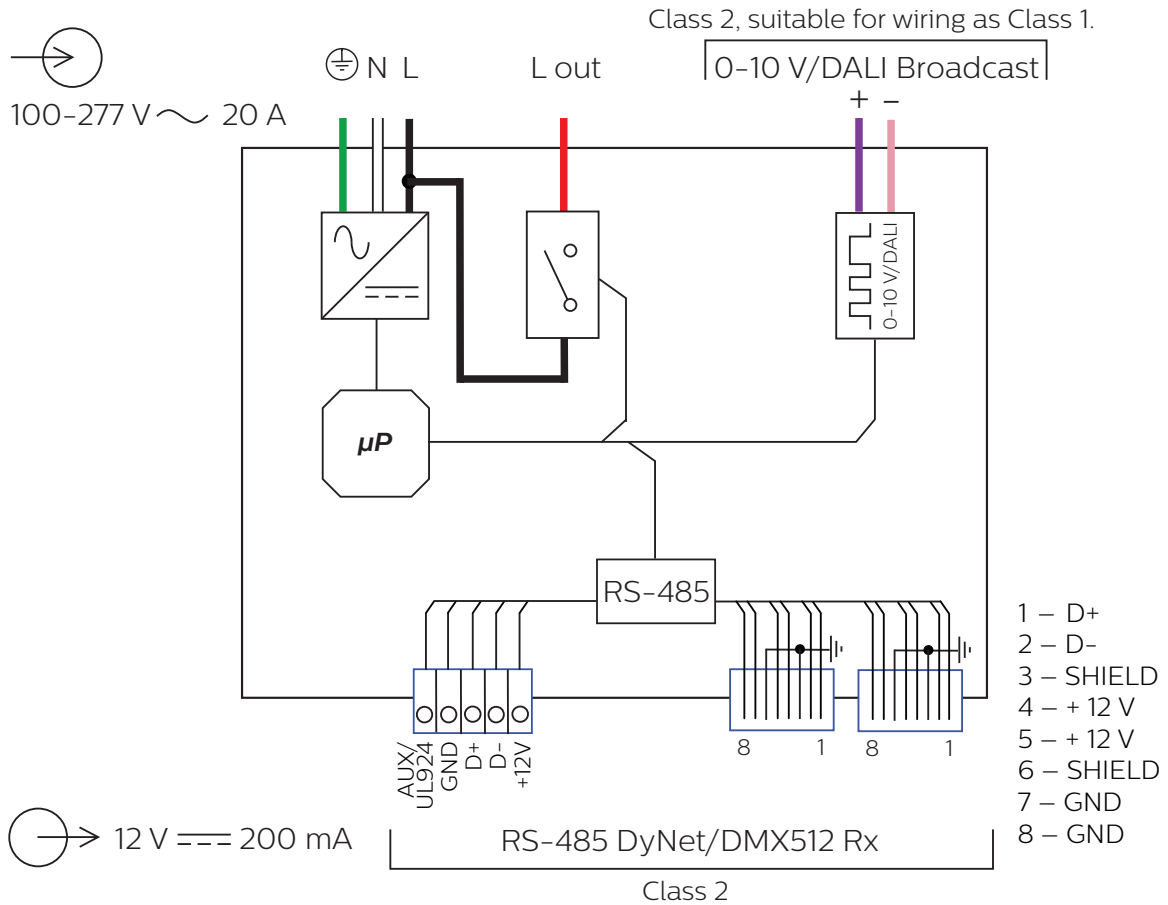 Class 2, suitable for wiring as Class 1.
N L
L out
0-10 V/DALI Broadcast
+ −
100-277 V 20 A
0-10 V/DALI
µP
RS-485
1 – D+
2 – D-
3 – SHIELD
4 – + 12 V
5 – + 12 V
6 – SHIELD
7 – GND
8 – GND
8 1
8 1
AUX/
UL924
GND
D+
D-
+12V
12 V 200 mA
RS-485 DyNet/DMX512 Rx
Class 2